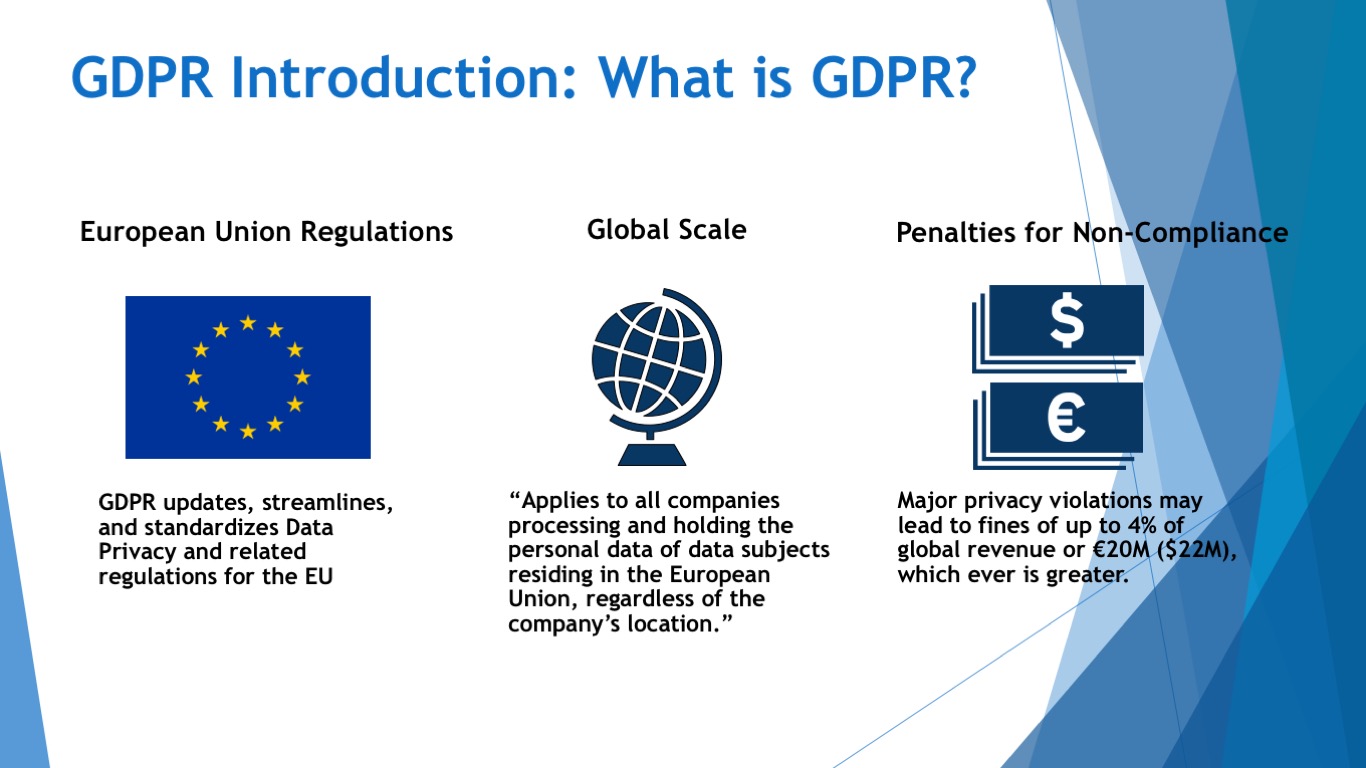 GDPR Introduction: What is GDPR?
European Union Regulations
GDPR updates, streamlines,
and standardizes Data
Privacy and related
regulations for the EU
Global Scale
“Applies to all companies
processing and holding the
personal data of data subjects
residing in the European
Union, regardless of the
company’s location.”
Penalties for Non-Compliance
$
€
Major privacy violations may
lead to fines of up to 4% of
global revenue or €20M ($22M),
which ever is greater.